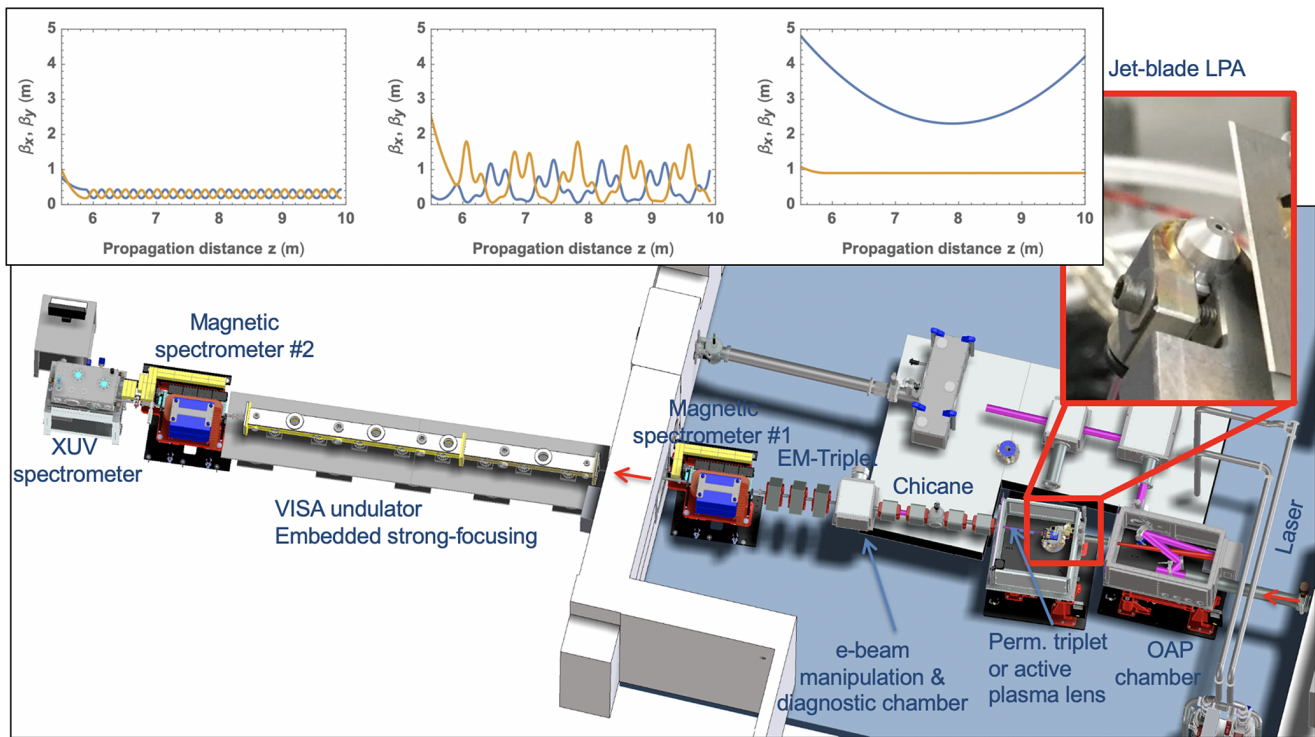 5
4
3
2
1
0
βx, βy (m)
6 7 8 9 10
Propagation distance z (m)
5
4
3
2
1
0
βx, βy (m)
6 7 8 9 10
Propagation distance z (m)
5
4
3
2
1
0
βx, βy (m)
6 7 8 9 10
Propagation distance z (m)
Jet-blade LPA
Magnetic
spectrometer #2
XUV
spectrometer
VISA undulator
Embedded strong-focusing
Magnetic
spectrometer #1
EM-Triplet
Chicane
Laser
e-beam
manipulation &
diagnostic chamber
Perm. triplet
or active
plasma lens
OAP
chamber